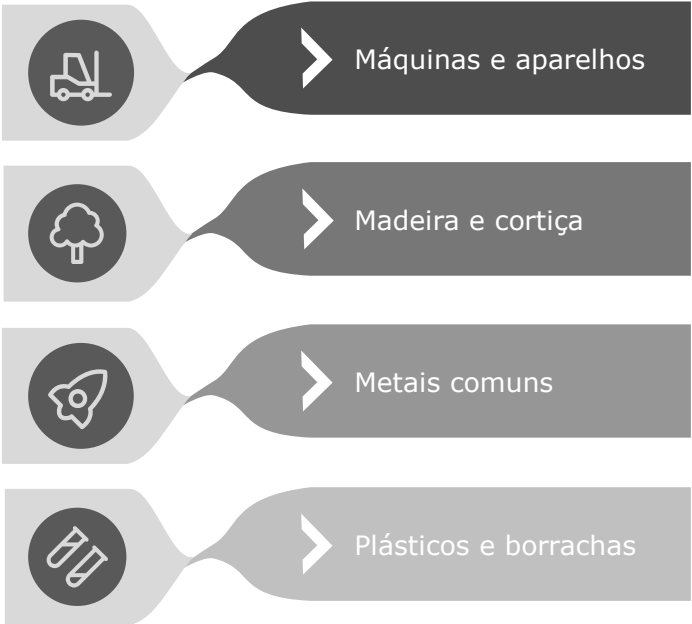 Máquinas e aparelhos
Madeira e cortiça
Metais comuns
Plásticos e borrachas